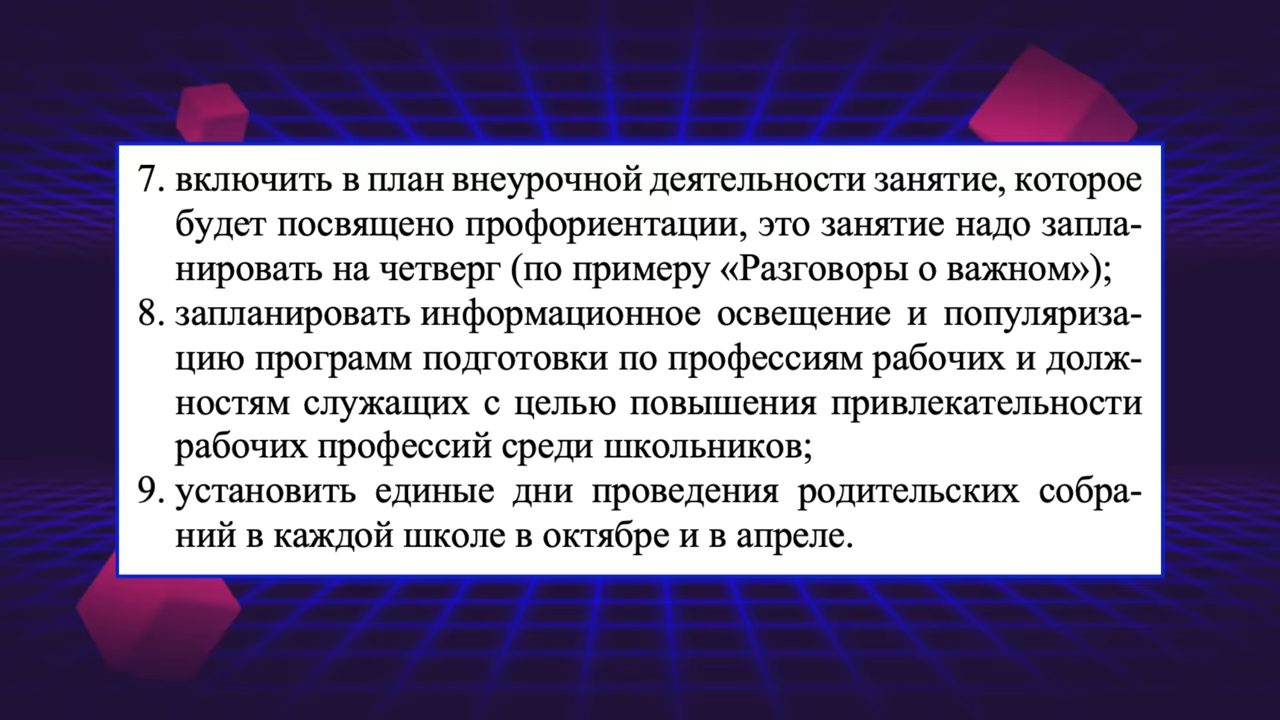 7. включить в план внеурочной деятельности занятие, которое
будет посвящено профориентации, это занятие надо запла-
нировать на четверг (по примеру «Разговоры о важном»);
8. запланировать информационное освещение и популяриза-
цию программ подготовки по профессиям рабочих и долж-
ностям служащих с целью повышения привлекательности
рабочих профессий среди школьников;
9. установить единые дни проведения родительских собра-
ний в каждой школе в октябре и в апреле.